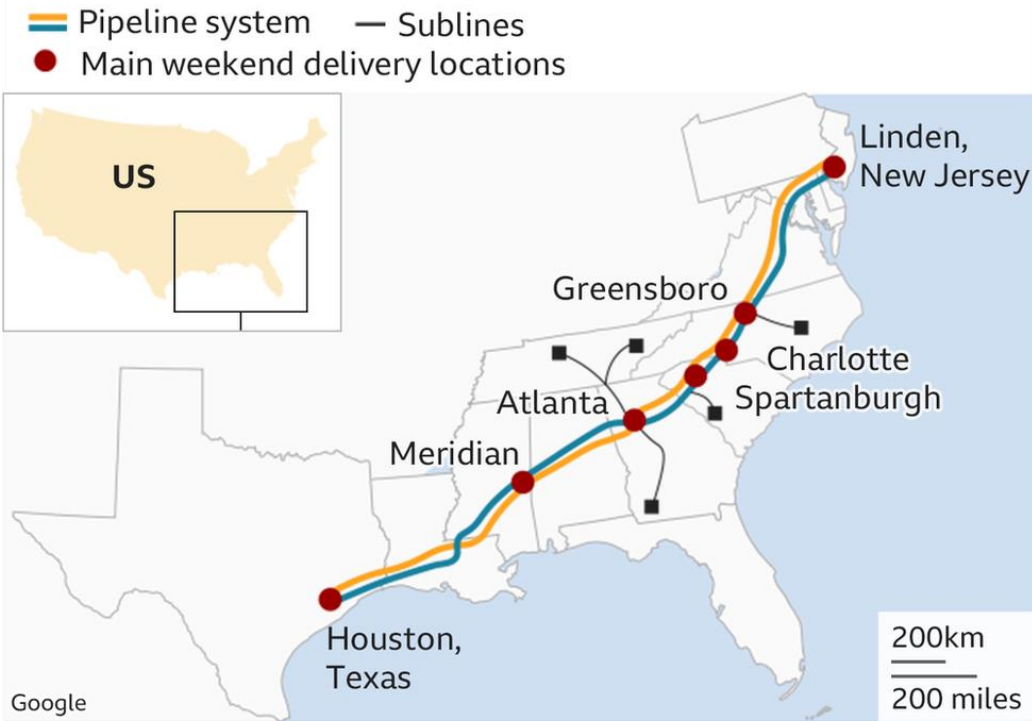 Pipeline system
Sublines
Main weekend delivery locations
US
Linden,
New Jersey
Greensboro
Charlotte
Spartanburgh
Atlanta
Meridian
Houston,
Texas
200km
200 miles
Google